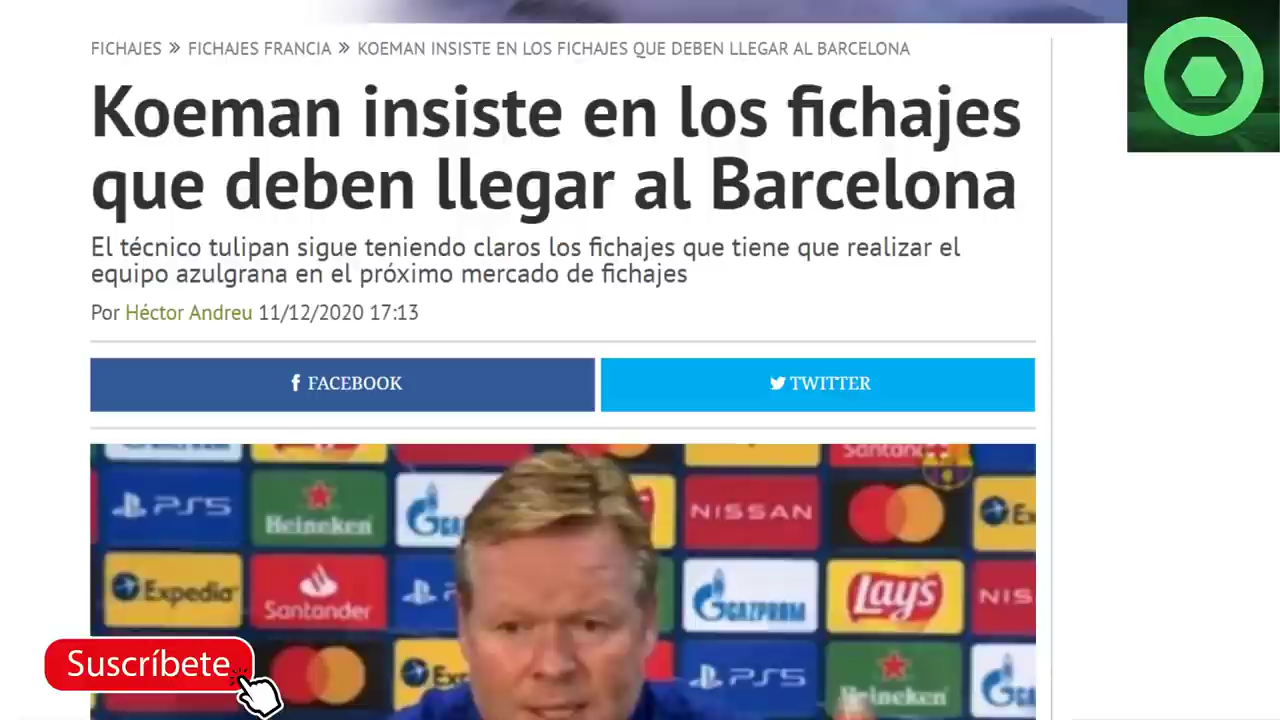 FICHAJES » FICHAJES FRANCIA » KOEMAN INSISTE EN LOS FICHAJES QUE DEBEN LLEGAR AL BARCELONA
Koeman insiste en los fichajes
que deben llegar al Barcelona
El técnico tulipan sigue teniendo claros los fichajes que tiene que realizar el
equipo azulgrana en el próximo mercado de fichajes
Por Héctor Andreu 11/12/2020 17:13
FACEBOOK
TWITTER
Santander
PS5
Heineken
NISSAN
Expedia
Santander
GAZPROM
Lay's
NIS
Suscríbete
PS5
Heineken